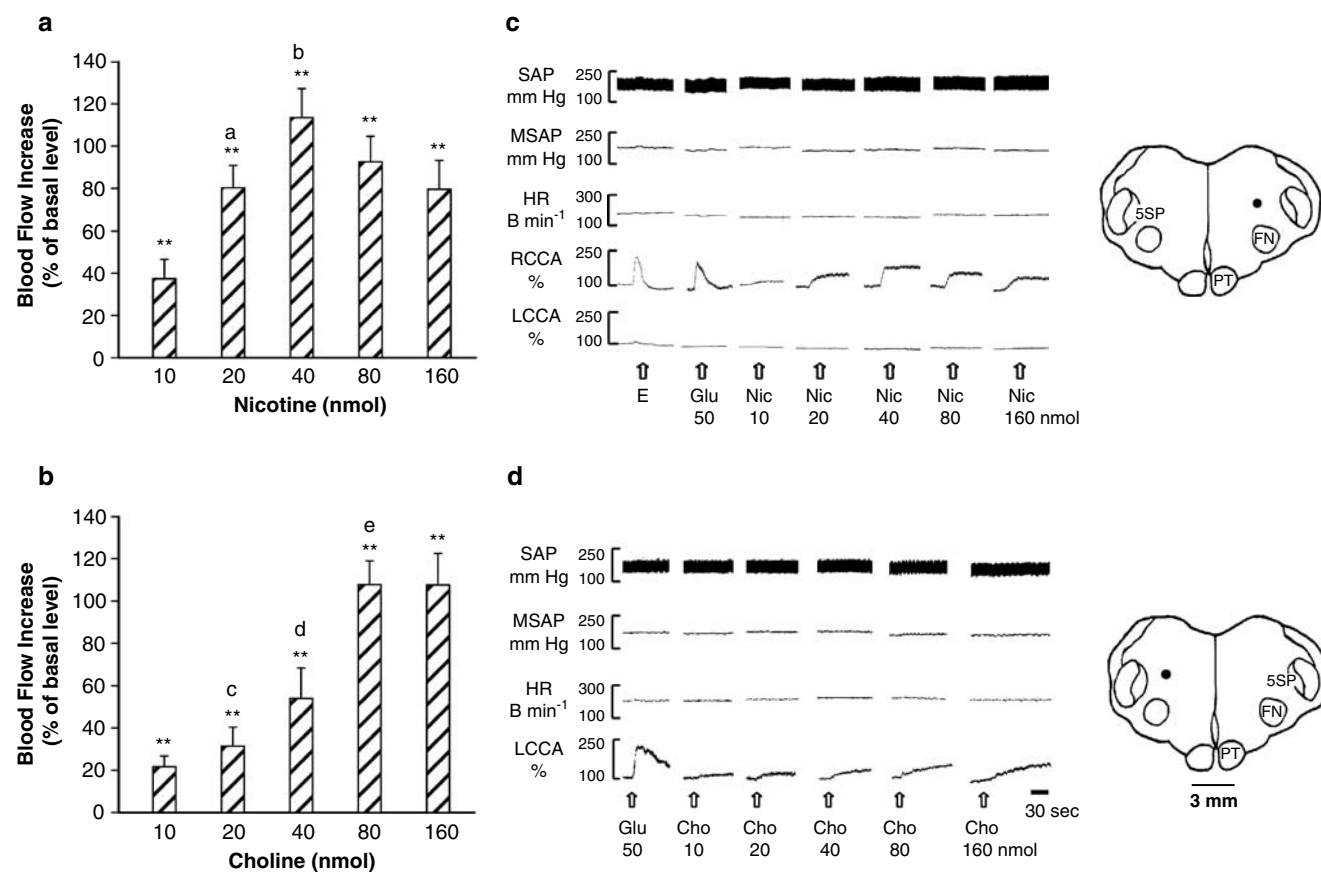 a
Blood Flow Increase
(% of basal level)
140
120
100
80
60
40
20
0
**
a
**
b
**
**
**
10 20 40 80 160
Nicotine (nmol)
b
Blood Flow Increase
(% of basal level)
140
120
100
80
60
40
20
0
**
c
**
d
**
e
**
**
10 20 40 80 160
Choline (nmol)
c
SAP 250
mm Hg 100
MSAP 250
mm Hg 100
HR 300
B min⁻¹ 100
RCCA 250
% 100
LCCA 250
% 100
E Glu Nic Nic Nic Nic Nic
50 10 20 40 80 160 nmol
5SP
FN
PT
d
SAP 250
mm Hg 100
MSAP 250
mm Hg 100
HR 300
B min⁻¹ 100
LCCA 250
% 100
30 sec
Glu Cho Cho Cho Cho Cho
50 10 20 40 80 160 nmol
5SP
FN
PT
3 mm